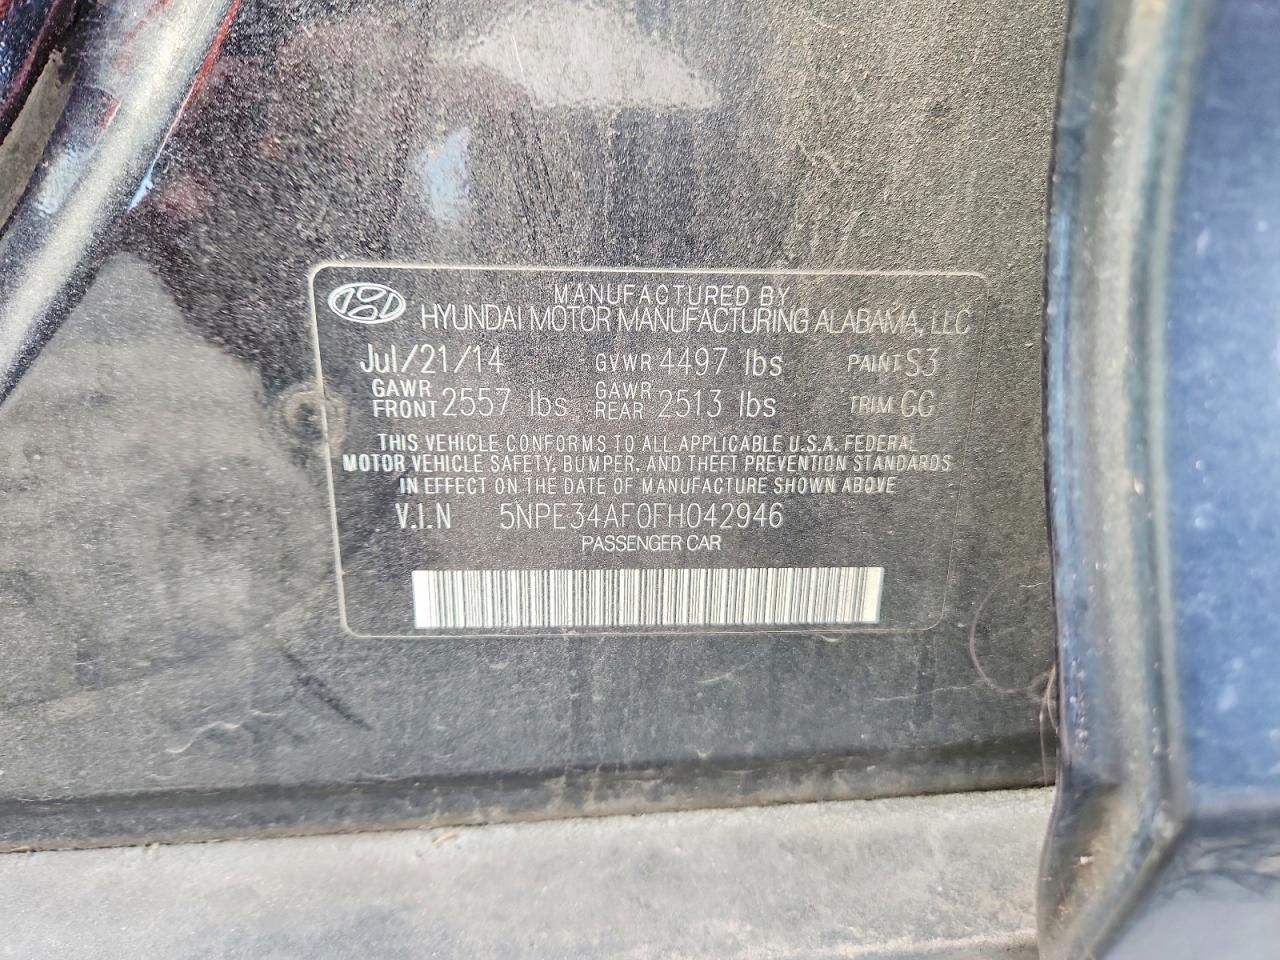 MANUFACTURED BY
HYUNDAI MOTOR MANUFACTURING ALABAMA, LLC
Jul/21/14 GVWR 4497 lbs PAINT S3
GAWR FRONT 2557 lbs GAWR REAR 2513 lbs TRIM GG
THIS VEHICLE CONFORMS TO ALL APPLICABLE U.S.A. FEDERAL
MOTOR VEHICLE SAFETY, BUMPER, AND THEFT PREVENTION STANDARDS
IN EFFECT ON THE DATE OF MANUFACTURE SHOWN ABOVE
V.I.N 5NPE34AF0FH042946
PASSENGER CAR